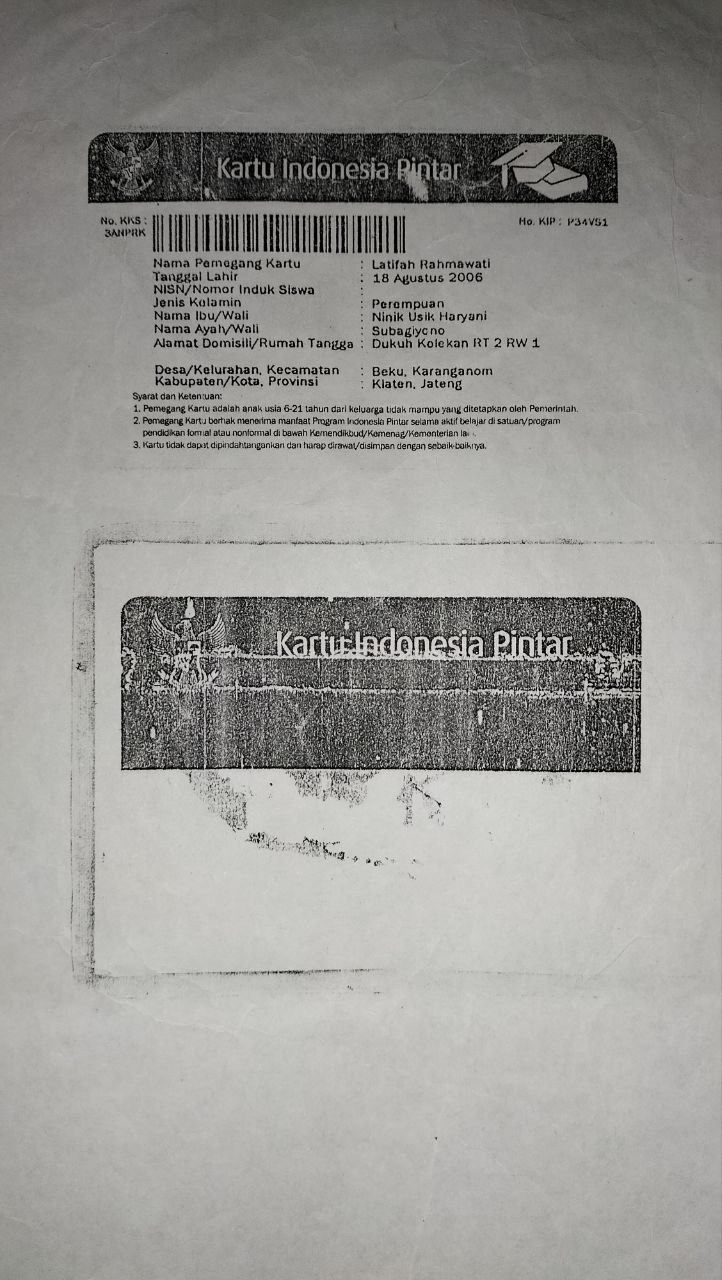 Kartu Indonesia Pintar
No. KKS :
3ANPRK
No. KIP : P34VS1
Nama Pemegang Kartu : Latifah Rahmawati
Tanggal Lahir : 18 Agustus 2006
NISN/Nomor Induk Siswa :
Jenis Kelamin : Perempuan
Nama Ibu/Wali : Ninik Usik Haryani
Nama Ayah/Wali : Subagiyono
Alamat Domisili/Rumah Tangga : Dukuh Kolekan RT 2 RW 1
Desa/Kelurahan, Kecamatan : Beku, Karanganom
Kabupaten/Kota, Provinsi : Klaten, Jateng
Syarat dan Ketentuan:
1. Pemegang Kartu adalah anak usia 6-21 tahun dari keluarga tidak mampu yang ditetapkan oleh Pemerintah.
2. Pemegang Kartu berhak menerima manfaat Program Indonesia Pintar selama aktif belajar di satuan/program
pendidikan formal atau nonformal di bawah Kemendikbud/Kemenag/Kementerian
3. Kartu tidak dapat dipindahtangankan dan harap dirawat/disimpan dengan sebaik-baiknya.
Kartu Indonesia Pintar